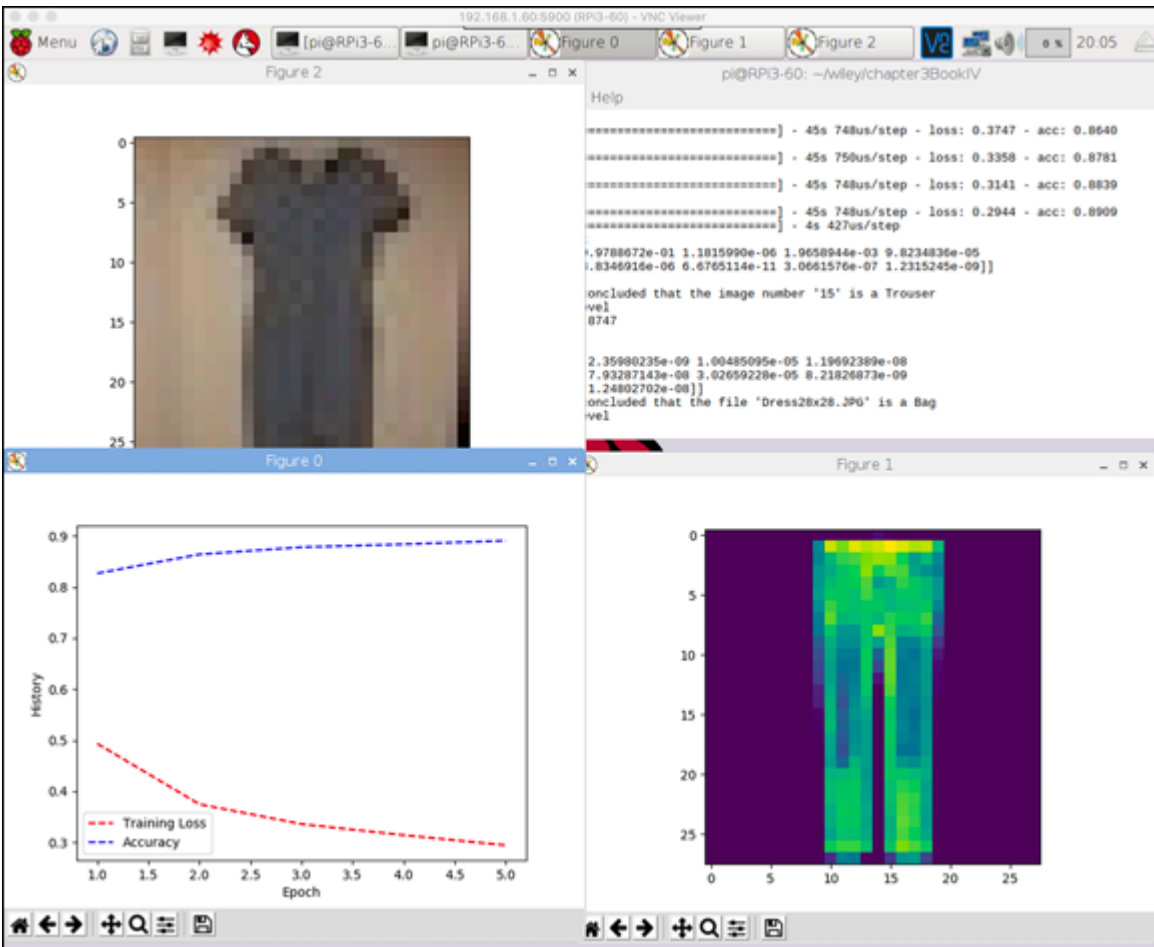 192.168.1.60:5900 (RPi3-60) - VNC Viewer
Menu [pi@RPi3-6... pi@RPi3-6... Figure 0 Figure 1 Figure 2 V2 0 % 20:05
Figure 2
0
5
10
15
20
25
pi@RPi3-60: ~/wiley/chapter3BookIV
Help
============================] - 45s 748us/step - loss: 0.3747 - acc: 0.8640
============================] - 45s 750us/step - loss: 0.3358 - acc: 0.8781
============================] - 45s 748us/step - loss: 0.3141 - acc: 0.8839
============================] - 45s 748us/step - loss: 0.2944 - acc: 0.8909
============================] - 4s 427us/step
.9788672e-01 1.1815990e-06 1.9658944e-03 9.8234836e-05
.8346916e-06 6.6765114e-11 3.0661576e-07 1.2315245e-09]]
oncluded that the image number '15' is a Trouser
vel
8747
2.35980235e-09 1.00485095e-05 1.19692389e-08
7.93287143e-08 3.02659228e-05 8.21826873e-09
1.24802702e-08]]
oncluded that the file 'Dress28x28.JPG' is a Bag
vel
Figure 0
0.9
0.8
0.7
0.6
0.5
0.4
0.3
History
Training Loss
Accuracy
1.0 1.5 2.0 2.5 3.0 3.5 4.0 4.5 5.0
Epoch
Figure 1
0
5
10
15
20
25
0 5 10 15 20 25